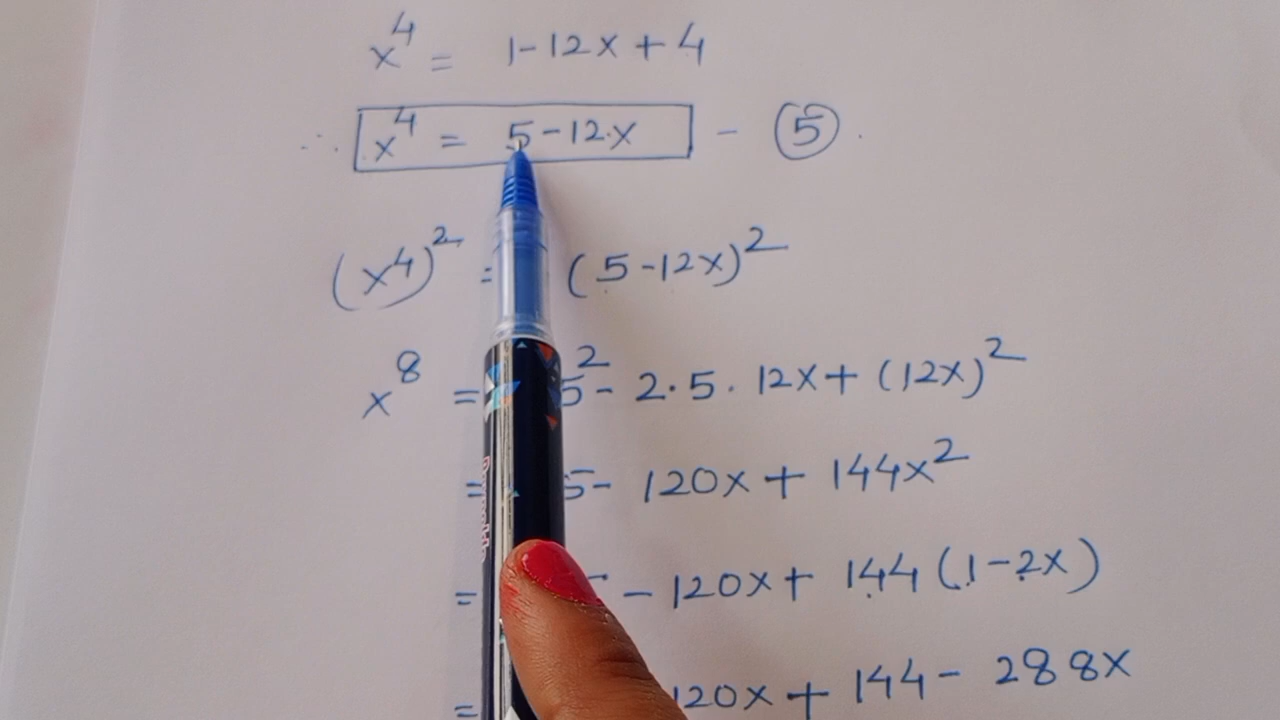 x⁴ = 1-12x + 4
∴ x⁴ = 5-12x - ⑤.
(x⁴)² = (5-12x)²
x⁸ = 5² - 2·5·12x + (12x)²
= 5 - 120x + 144x²
= - 120x + 144(1-2x)
= 120x + 144 - 288x